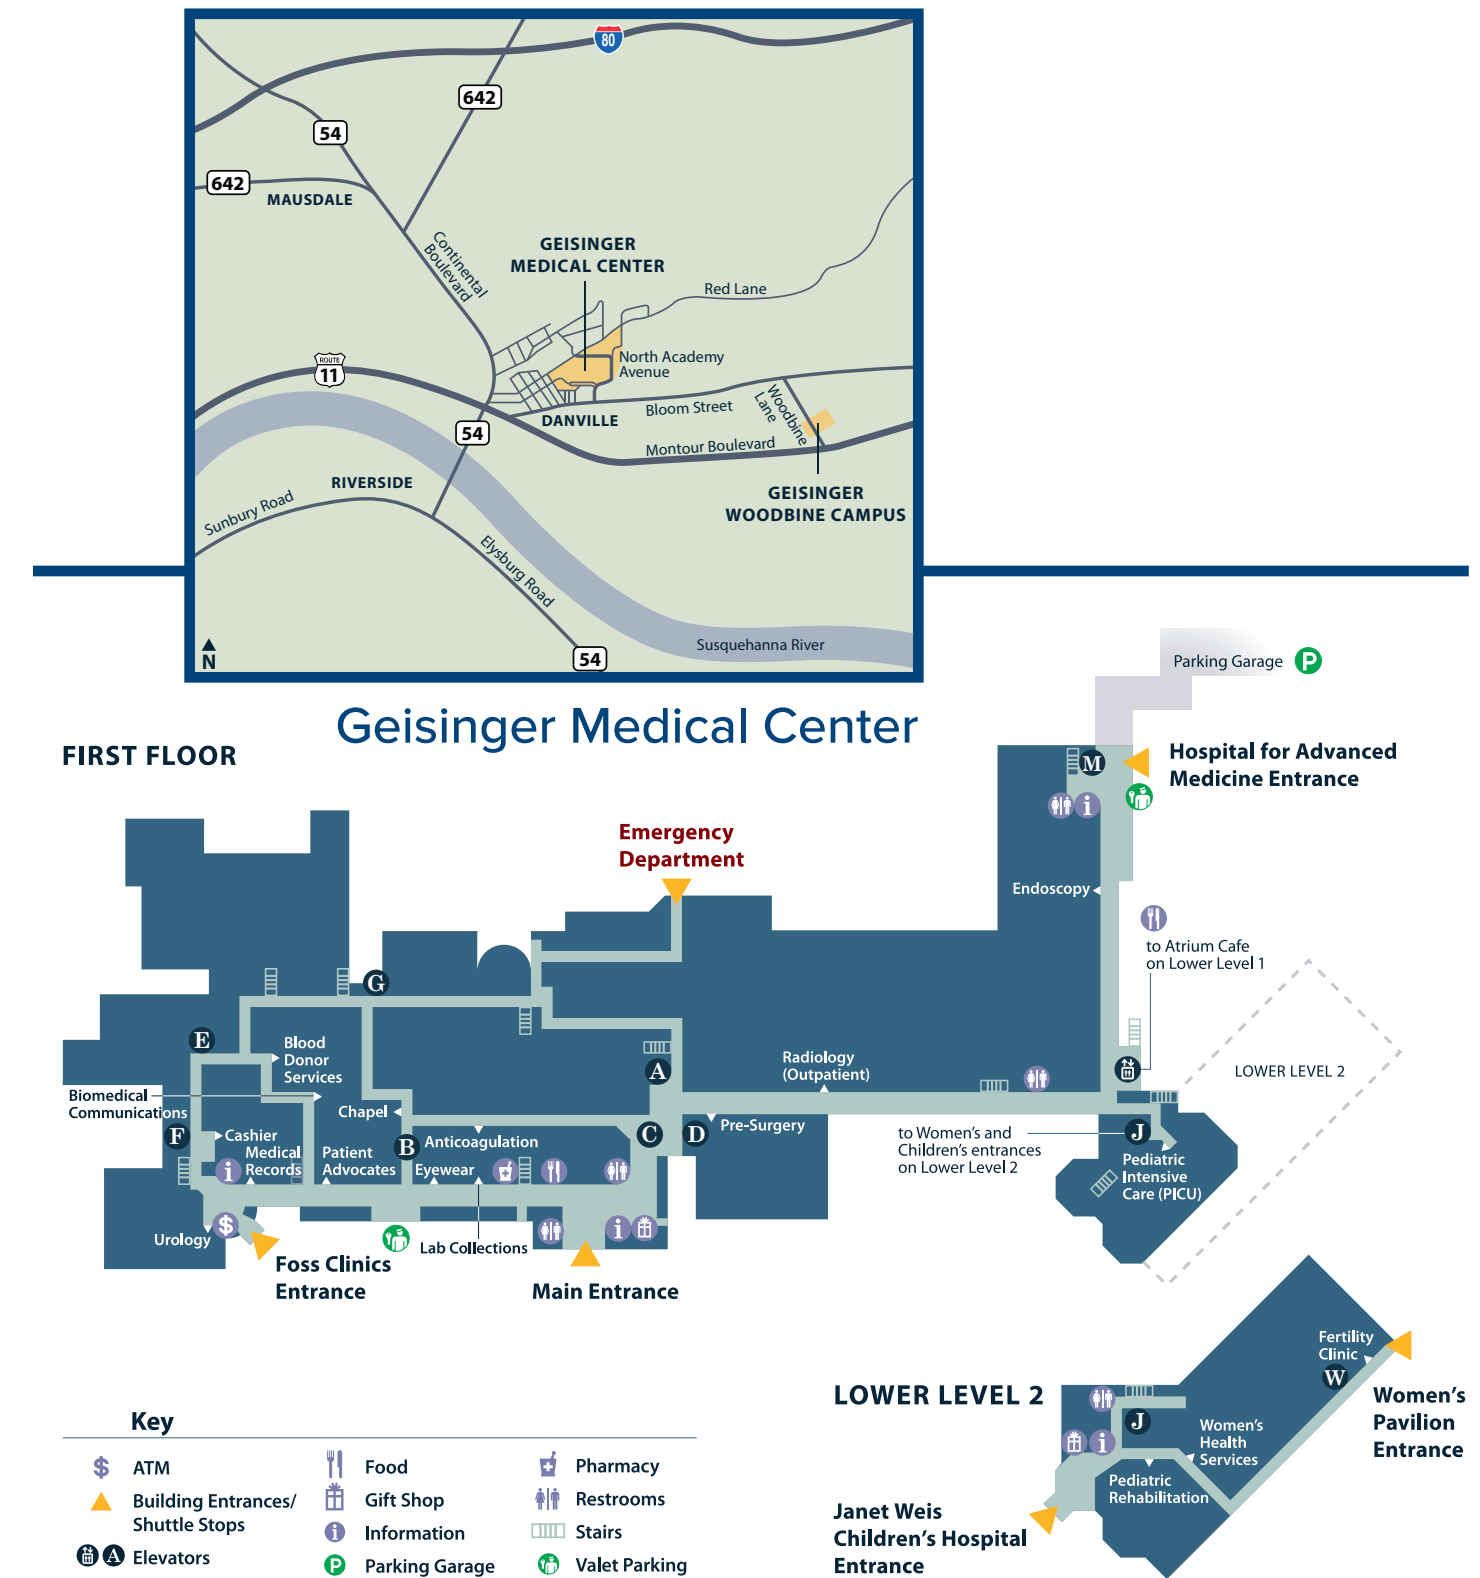 80
642
54
642
MAUSDALE
Continental
Boulevard
GEISINGER
MEDICAL CENTER
Red Lane
ROUTE
11
North Academy
Avenue
Woodbine
Lane
Bloom Street
DANVILLE
54
Montour Boulevard
RIVERSIDE
GEISINGER
WOODBINE CAMPUS
Sunbury Road
Elysburg Road
Susquehanna River
N
54
Parking Garage
P
Geisinger Medical Center
FIRST FLOOR
M
Hospital for Advanced
Medicine Entrance
i
Emergency
Department
Endoscopy
to Atrium Cafe
on Lower Level 1
G
E
Blood
Donor
Services
A
Radiology
(Outpatient)
LOWER LEVEL 2
Biomedical
Communications
Chapel
F
Cashier
Medical
Records
i
Patient
Advocates
B
Anticoagulation
Eyewear
C
D
Pre-Surgery
to Women's and
Children's entrances
on Lower Level 2
J
Pediatric
Intensive
Care (PICU)
Urology
$
Lab Collections
i
Foss Clinics
Entrance
Main Entrance
Fertility
Clinic
W
LOWER LEVEL 2
Women's
Pavilion
Entrance
J
i
Women's
Health
Services
Pediatric
Rehabilitation
Janet Weis
Children's Hospital
Entrance
Key
$ ATM
Building Entrances/
Shuttle Stops
A Elevators
Food
Gift Shop
i Information
P Parking Garage
Pharmacy
Restrooms
Stairs
Valet Parking